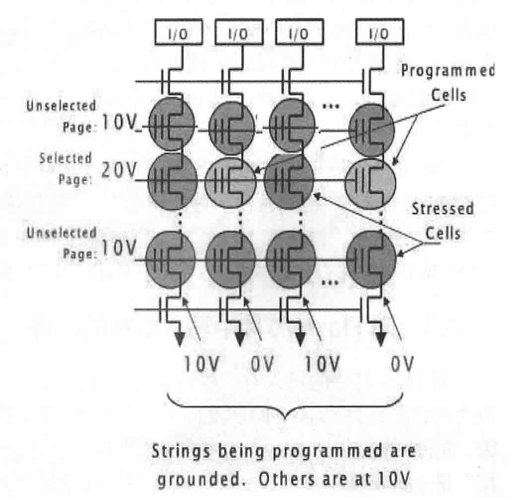 I/O I/O I/O I/O
Programmed
Cells
Unselected
Page: 10V
...
Selected
Page: 20V
Stressed
Cells
Unselected
Page: 10V
...
10V 0V 10V 0V
Strings being programmed are
grounded. Others are at 10V